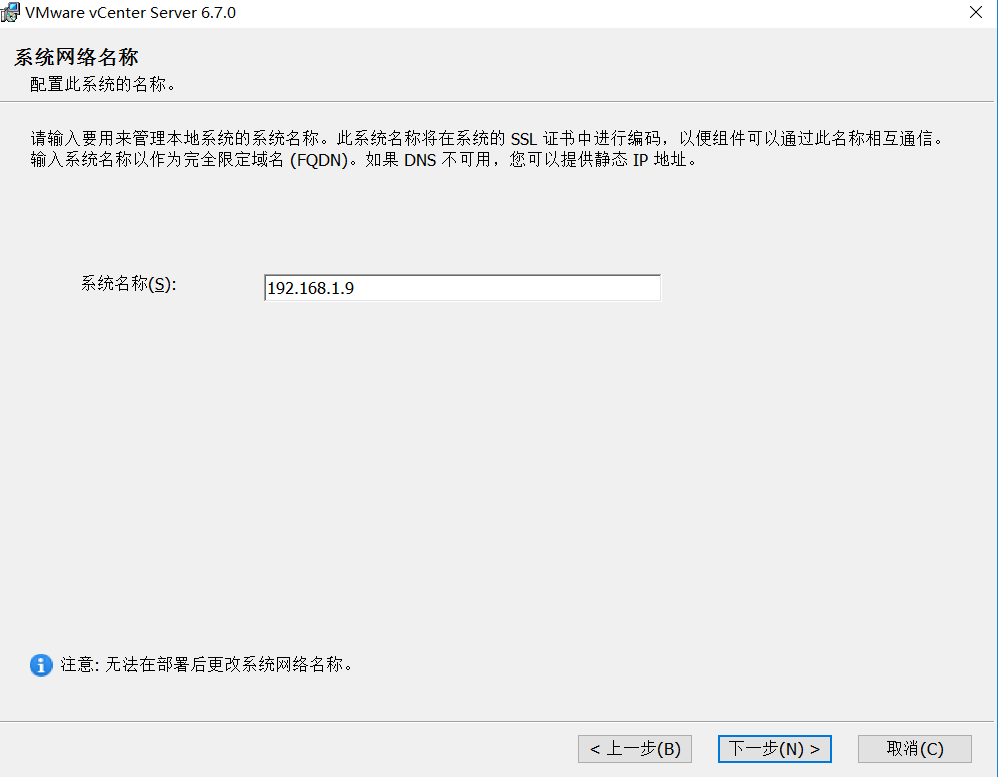 VMware vCenter Server 6.7.0
系统网络名称
配置此系统的名称。
请输入要用来管理本地系统的系统名称。此系统名称将在系统的 SSL 证书中进行编码，以便组件可以通过此名称相互通信。
输入系统名称以作为完全限定域名 (FQDN)。如果 DNS 不可用，您可以提供静态 IP 地址。
系统名称(S): 192.168.1.9
注意: 无法在部署后更改系统网络名称。
< 上一步(B) 下一步(N) > 取消(C)